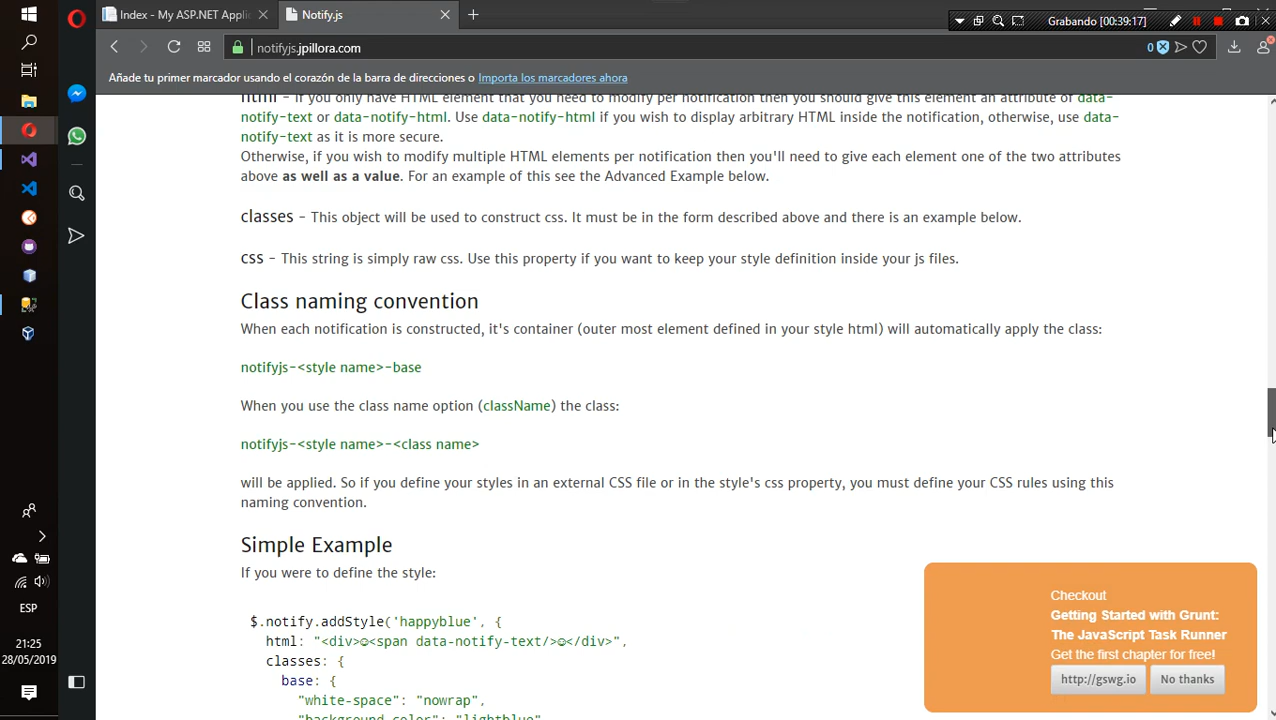 Index - My ASP.NET Applic
Notify.js
Grabando [00:39:17]
notifyjs.jpillora.com
0
Añade tu primer marcador usando el corazón de la barra de direcciones o Importa los marcadores ahora
html - If you only have HTML element that you need to modify per notification then you should give this element an attribute of data-
notify-text or data-notify-html. Use data-notify-html if you wish to display arbitrary HTML inside the notification, otherwise, use data-
notify-text as it is more secure.
Otherwise, if you wish to modify multiple HTML elements per notification then you'll need to give each element one of the two attributes
above as well as a value. For an example of this see the Advanced Example below.
classes - This object will be used to construct css. It must be in the form described above and there is an example below.
css - This string is simply raw css. Use this property if you want to keep your style definition inside your js files.
Class naming convention
When each notification is constructed, it's container (outer most element defined in your style html) will automatically apply the class:
notifyjs-<style name>-base
When you use the class name option (className) the class:
notifyjs-<style name>-<class name>
will be applied. So if you define your styles in an external CSS file or in the style's css property, you must define your CSS rules using this
naming convention.
Simple Example
If you were to define the style:
$.notify.addStyle('happyblue', {
html: "<div>☺<span data-notify-text/>☺</div>",
classes: {
base: {
"white-space": "nowrap",
"background-color": "lightblue",
Checkout
Getting Started with Grunt:
The JavaScript Task Runner
Get the first chapter for free!
http://gswg.io
No thanks
ESP
21:25
28/05/2019